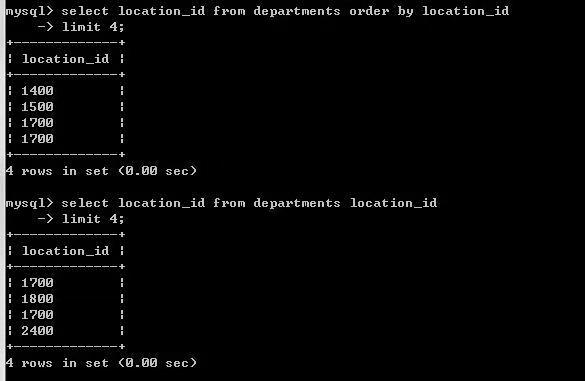 mysql> select location_id from departments order by location_id
    -> limit 4;
+-------------+
¦ location_id ¦
+-------------+
¦ 1400        ¦
¦ 1500        ¦
¦ 1700        ¦
¦ 1700        ¦
+-------------+
4 rows in set (0.00 sec)
mysql> select location_id from departments location_id
    -> limit 4;
+-------------+
¦ location_id ¦
+-------------+
¦ 1700        ¦
¦ 1800        ¦
¦ 1700        ¦
¦ 2400        ¦
+-------------+
4 rows in set (0.00 sec)